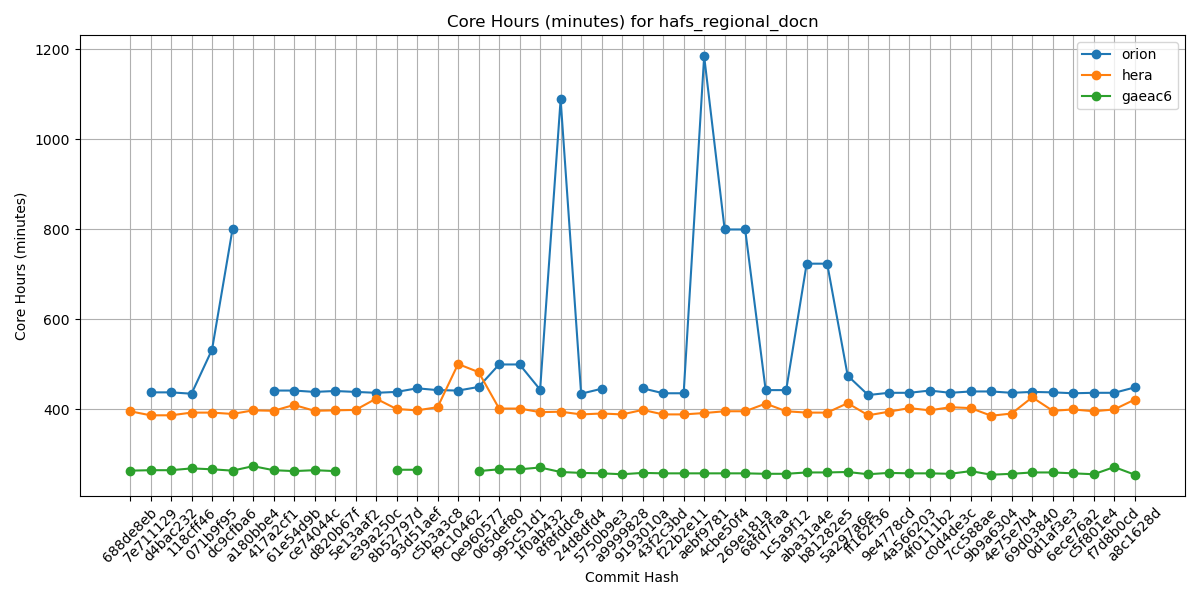 Core Hours (minutes) for hafs_regional_docn
orion
hera
gaeac6
1200
1000
800
600
400
Core Hours (minutes)
688de8eb
7e711129
d4bac232
118cff46
071b9f95
dc9cfba6
a180bbe4
417a2cf1
61e54d9b
ce74044c
d820b67f
5e13aaf2
e39a250c
8b52797d
93d51aef
c5b3a3c8
f9c10462
0e960577
065def80
995c51d1
1f0ab432
8f8fddc8
24d8dfd4
5750b9e3
a9999828
9193010a
43f2c3bd
f22b2e11
aebf9781
4cbe50f4
269e181a
68fd7faa
1c5a9f12
aba31a4e
b81282e5
5a297a6e
ff162f36
9e4778cd
4a566203
4f0111b2
c0d4de3c
7cc588ae
9b9a6304
4e75e7b4
69d03840
0d1af3e3
6ece76a2
c5f801e4
f7d8b0cd
a8c1628d
Commit Hash